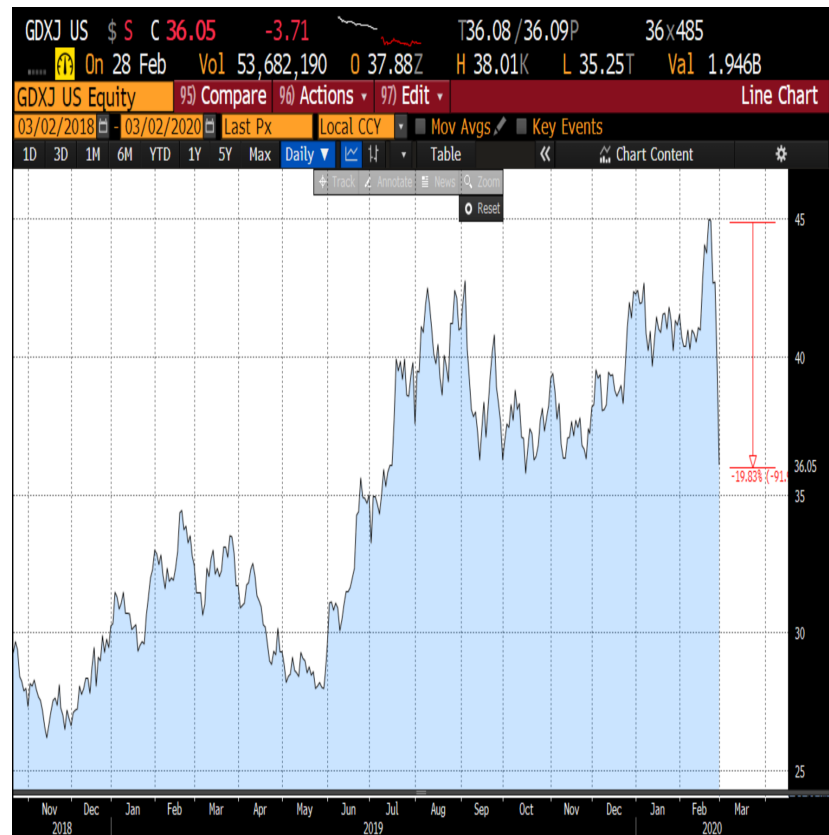 GDXJ US $ S C 36.05 -3.71 T36.08/36.09P 36x485
On 28 Feb Vol 53,682,190 O 37.88Z H 38.01K L 35.25T Val 1.946B
GDXJ US Equity 95) Compare 96) Actions 97) Edit Line Chart
03/02/2018 - 03/02/2020 Last Px Local CCY Mov Avgs Key Events
1D 3D 1M 6M YTD 1Y 5Y Max Daily Table Chart Content
Track Annotate News Zoom
Reset
45
40
36.05
-19.83% (-91.
35
30
25
Nov Dec Jan Feb Mar Apr May Jun Jul Aug Sep Oct Nov Dec Jan Feb Mar
2018 2019 2020